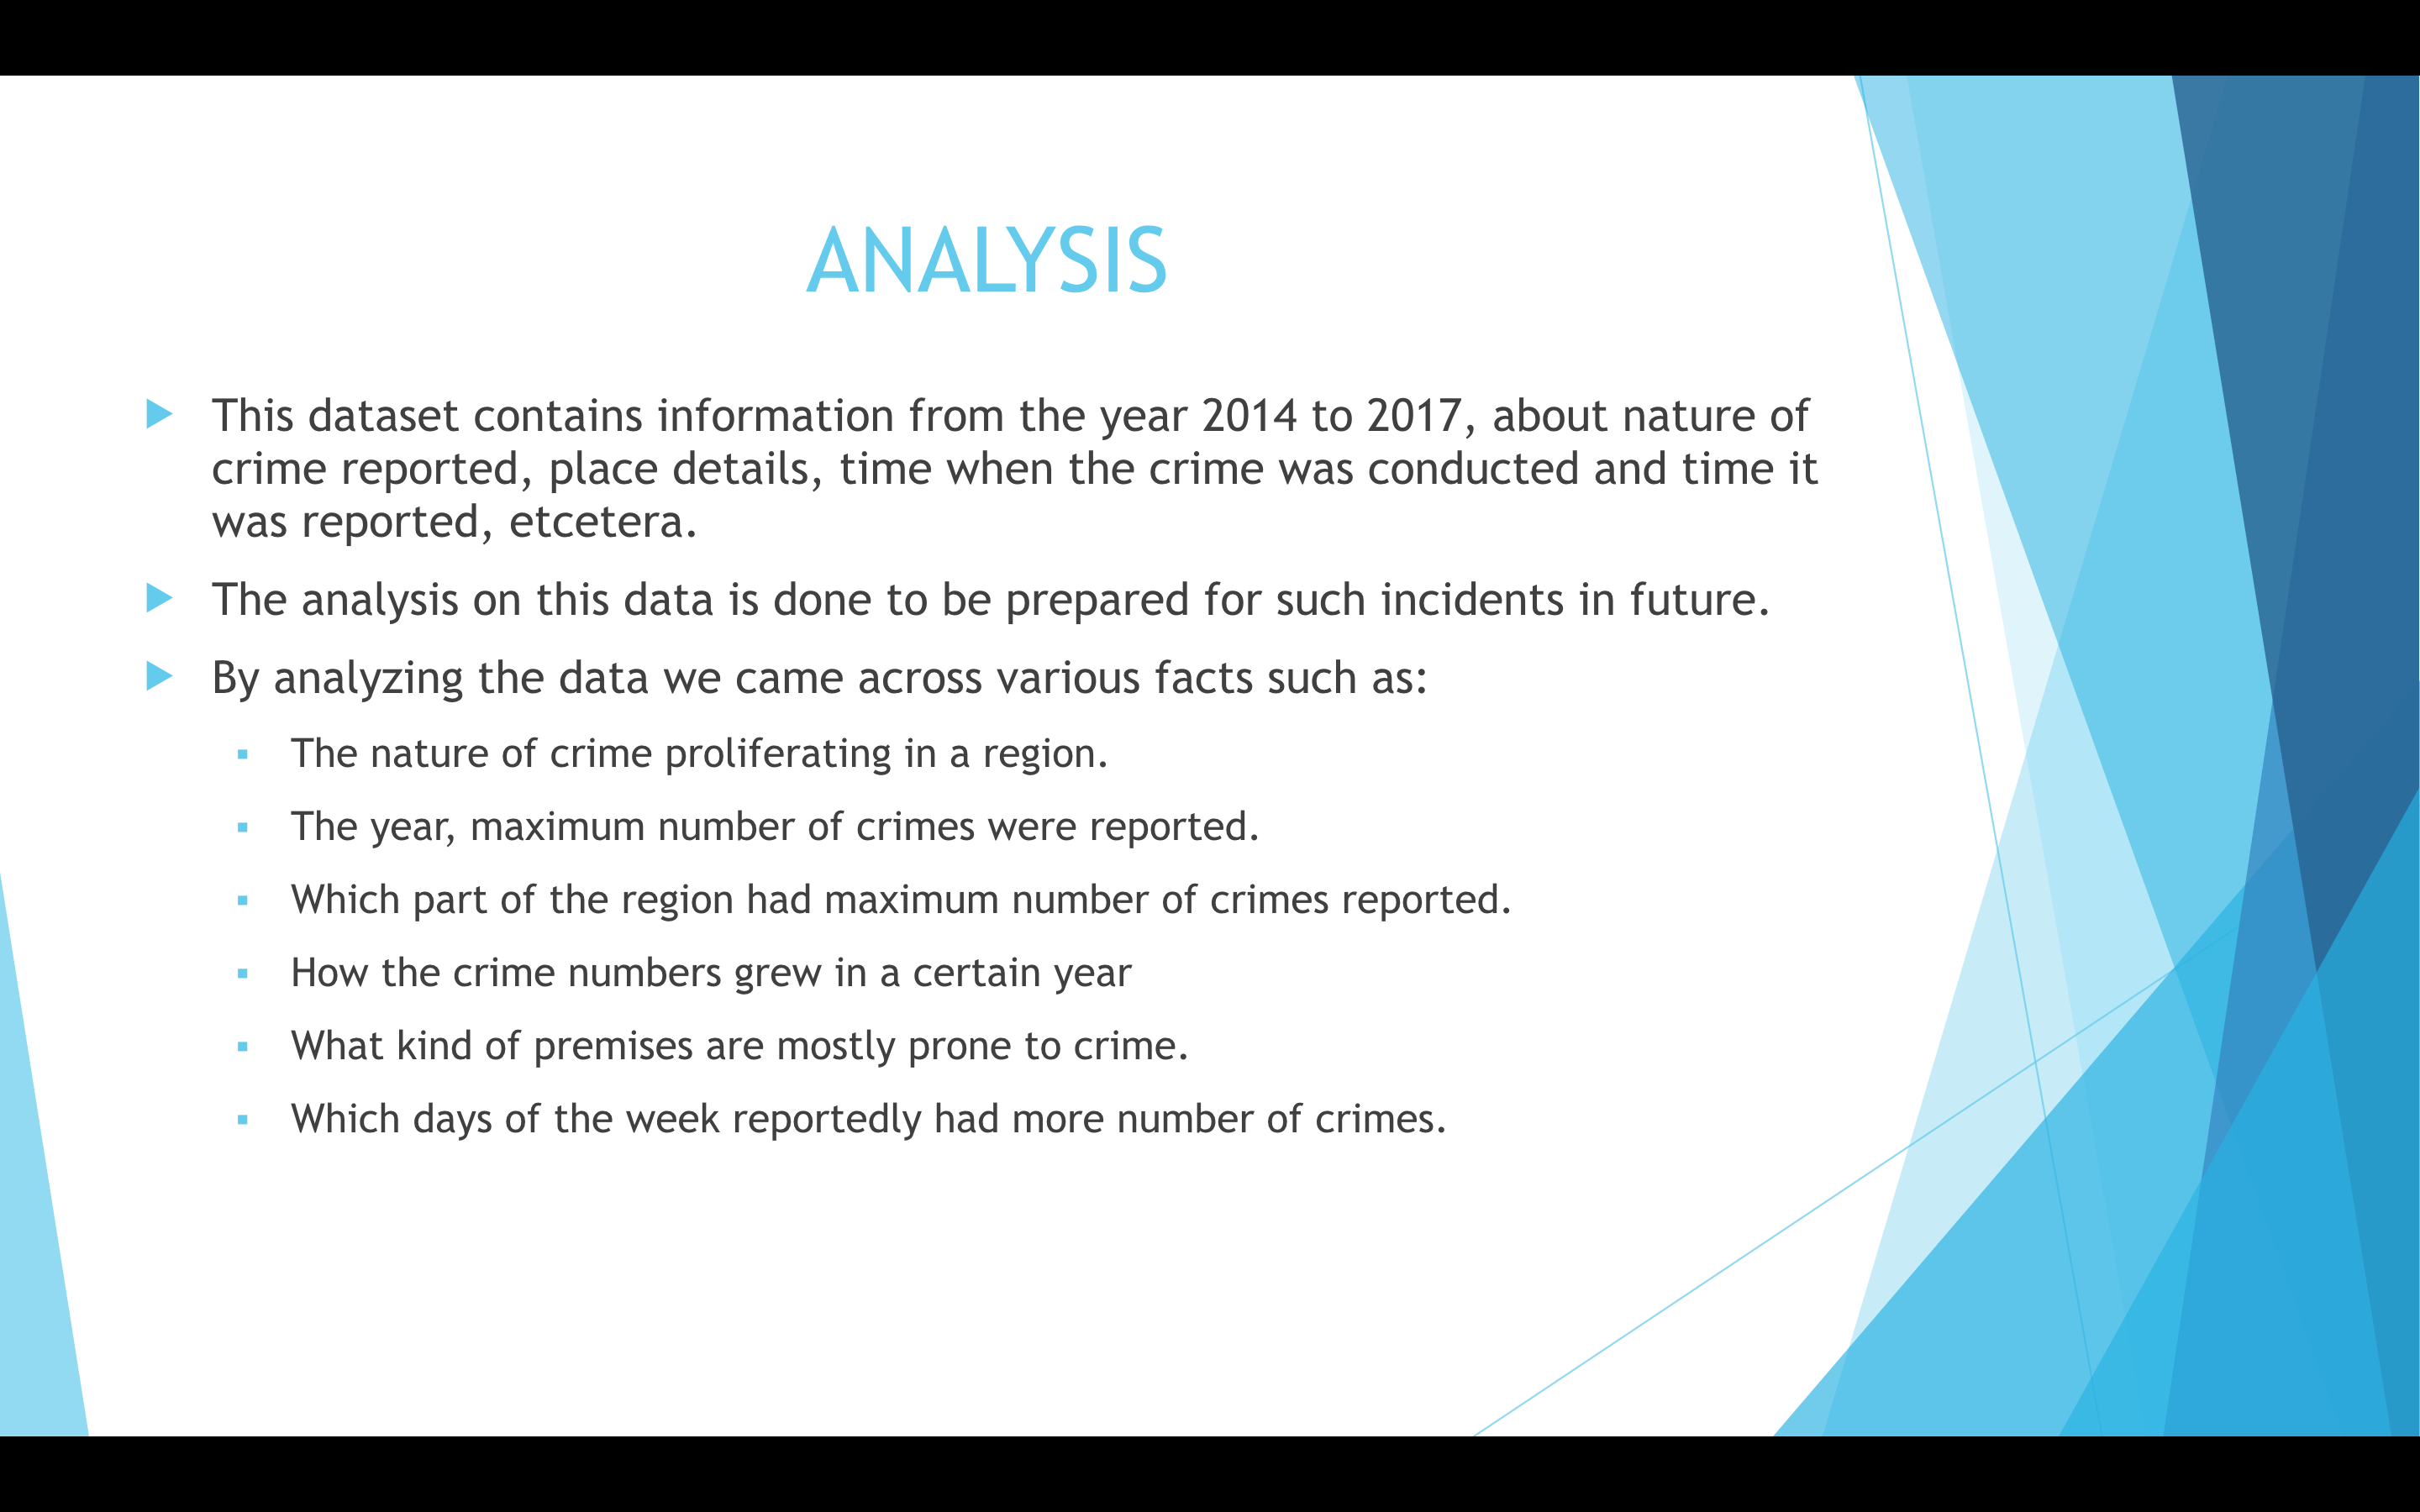 ANALYSIS
This dataset contains information from the year 2014 to 2017, about nature of
crime reported, place details, time when the crime was conducted and time it
was reported, etcetera.
The analysis on this data is done to be prepared for such incidents in future.
By analyzing the data we came across various facts such as:
The nature of crime proliferating in a region.
The year, maximum number of crimes were reported.
Which part of the region had maximum number of crimes reported.
How the crime numbers grew in a certain year
What kind of premises are mostly prone to crime.
Which days of the week reportedly had more number of crimes.